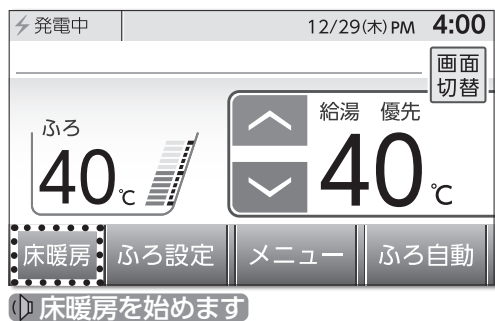 発電中 12/29(木) PM 4:00
画面
切替
ふろ
40℃
給湯 優先
40℃
床暖房 ふろ設定 メニュー ふろ自動
床暖房を始めます